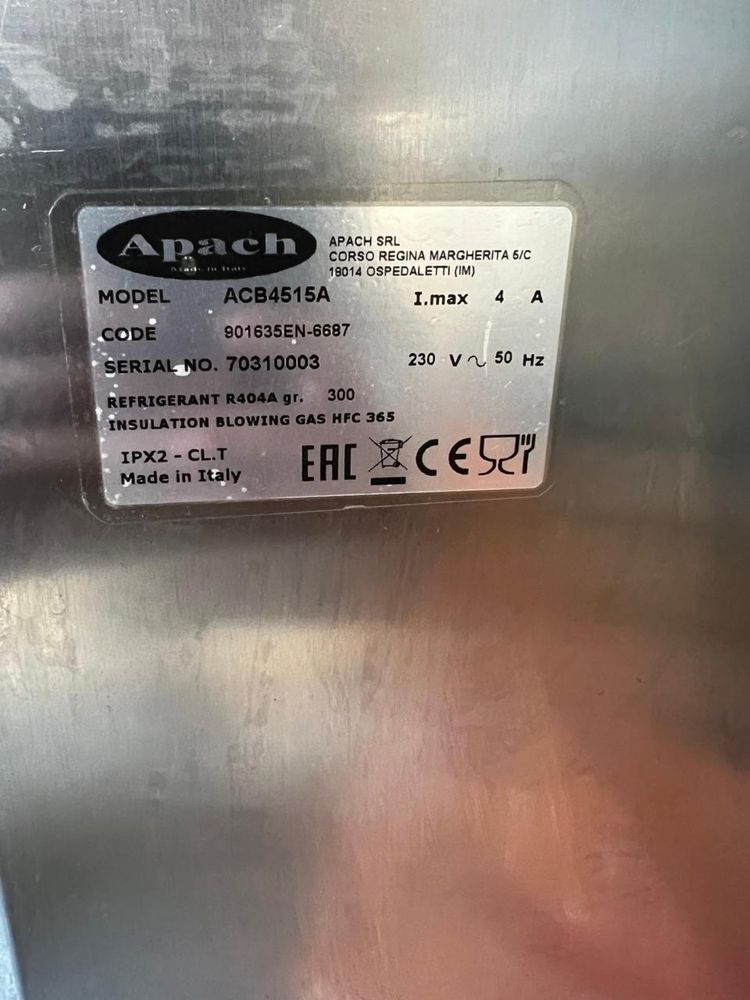 Apach
Made in Italy
APACH SRL
CORSO REGINA MARGHERITA 5/C
18014 OSPEDALETTI (IM)
MODEL ACB4515A I.max 4 A
CODE 901635EN-6687
SERIAL NO. 70310003 230 V ~ 50 Hz
REFRIGERANT R404A gr. 300
INSULATION BLOWING GAS HFC 365
IPX2 - CL.T
Made in Italy
EAC CE